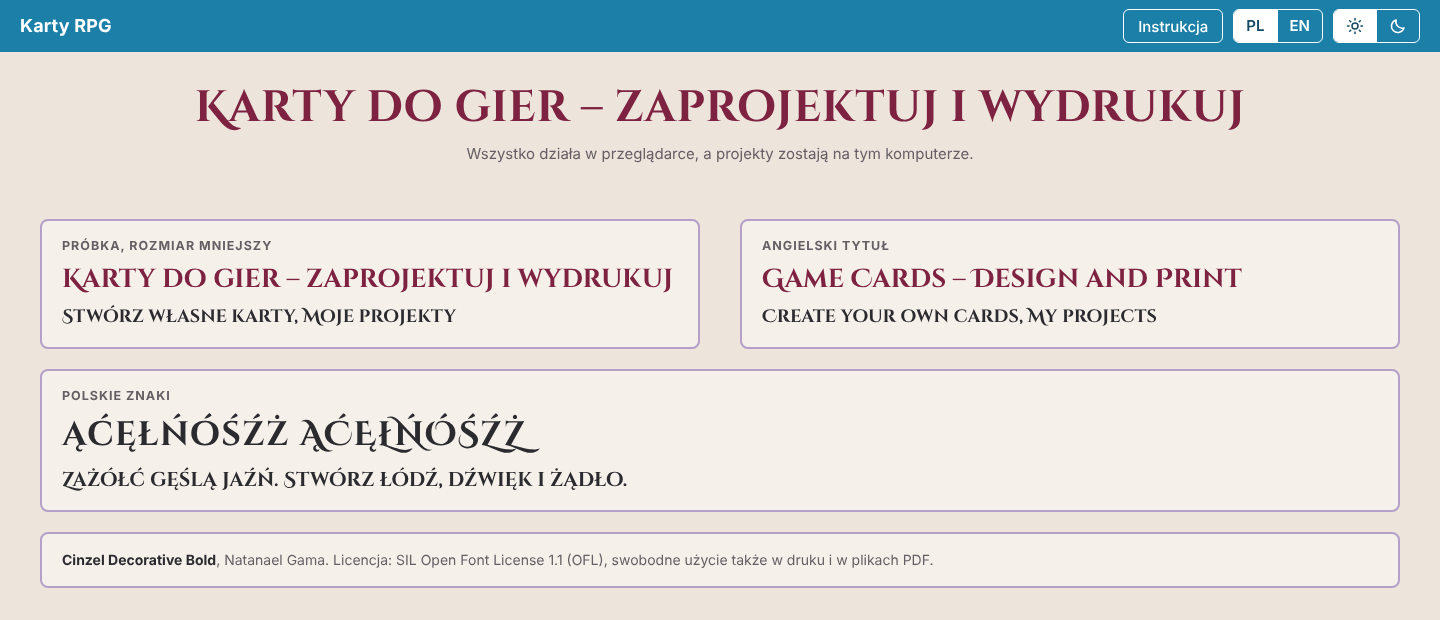 Karty RPG
Instrukcja
PL
EN
Karty do gier – zaprojektuj i wydrukuj
Wszystko działa w przeglądarce, a projekty zostają na tym komputerze.
PRÓBKA, ROZMIAR MNIEJSZY
Karty do gier – zaprojektuj i wydrukuj
Stwórz własne karty, Moje projekty
ANGIELSKI TYTUŁ
Game Cards – Design and Print
Create your own cards, My projects
POLSKIE ZNAKI
ąćęłńóśźż ĄĆĘŁŃÓŚŹŻ
Zażółć gęślą jaźń. Stwórz łódź, dźwięk i żądło.
Cinzel Decorative Bold, Natanael Gama. Licencja: SIL Open Font License 1.1 (OFL), swobodne użycie także w druku i w plikach PDF.